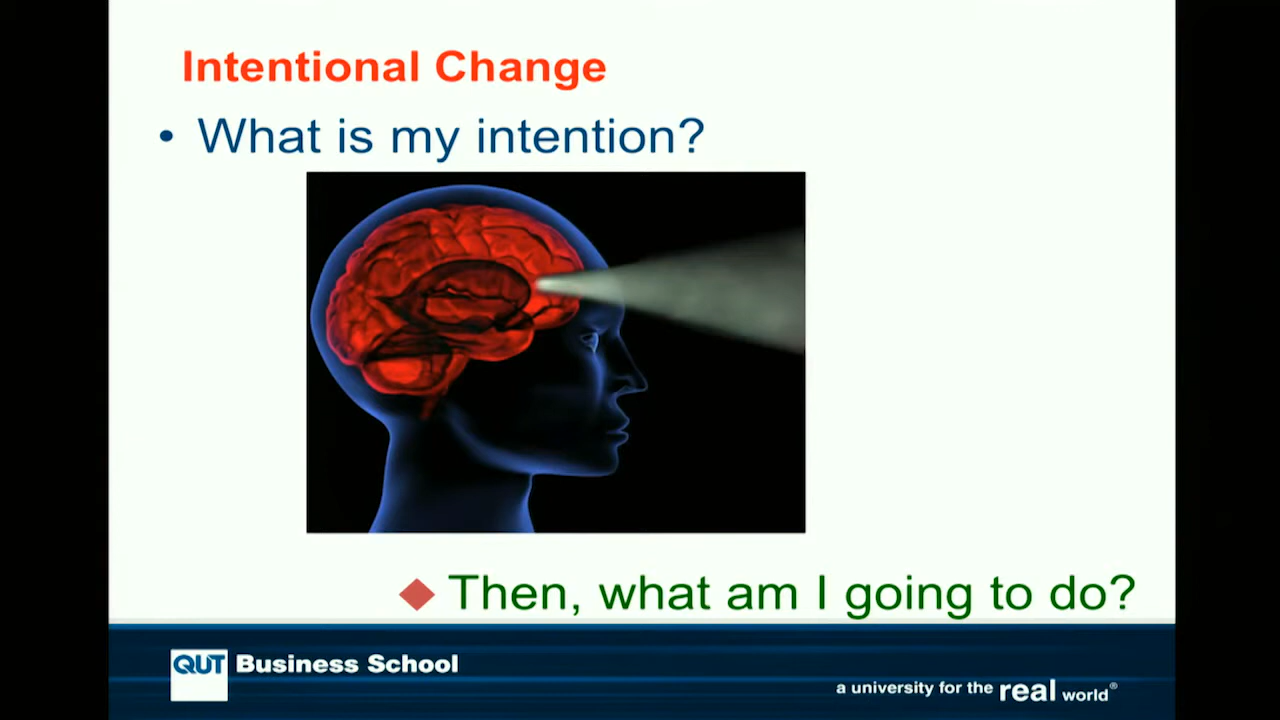 Intentional Change
• What is my intention?
◆ Then, what am I going to do?
QUT Business School
a university for the real world®